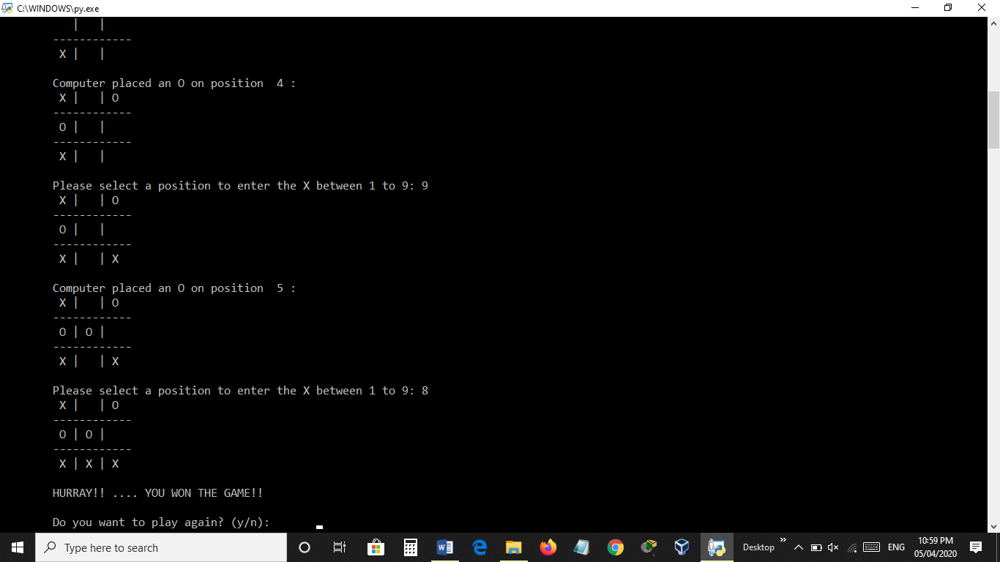 C:\WINDOWS\py.exe
| |
------------
X | |
Computer placed an O on position  4 :
X | | O
------------
O | |
------------
X | |
Please select a position to enter the X between 1 to 9: 9
X | | O
------------
O | |
------------
X | | X
Computer placed an O on position  5 :
X | | O
------------
O | O |
------------
X | | X
Please select a position to enter the X between 1 to 9: 8
X | | O
------------
O | O |
------------
X | X | X
HURRAY!! .... YOU WON THE GAME!!
Do you want to play again? (y/n):
Type here to search
Desktop
ENG
10:59 PM
05/04/2020